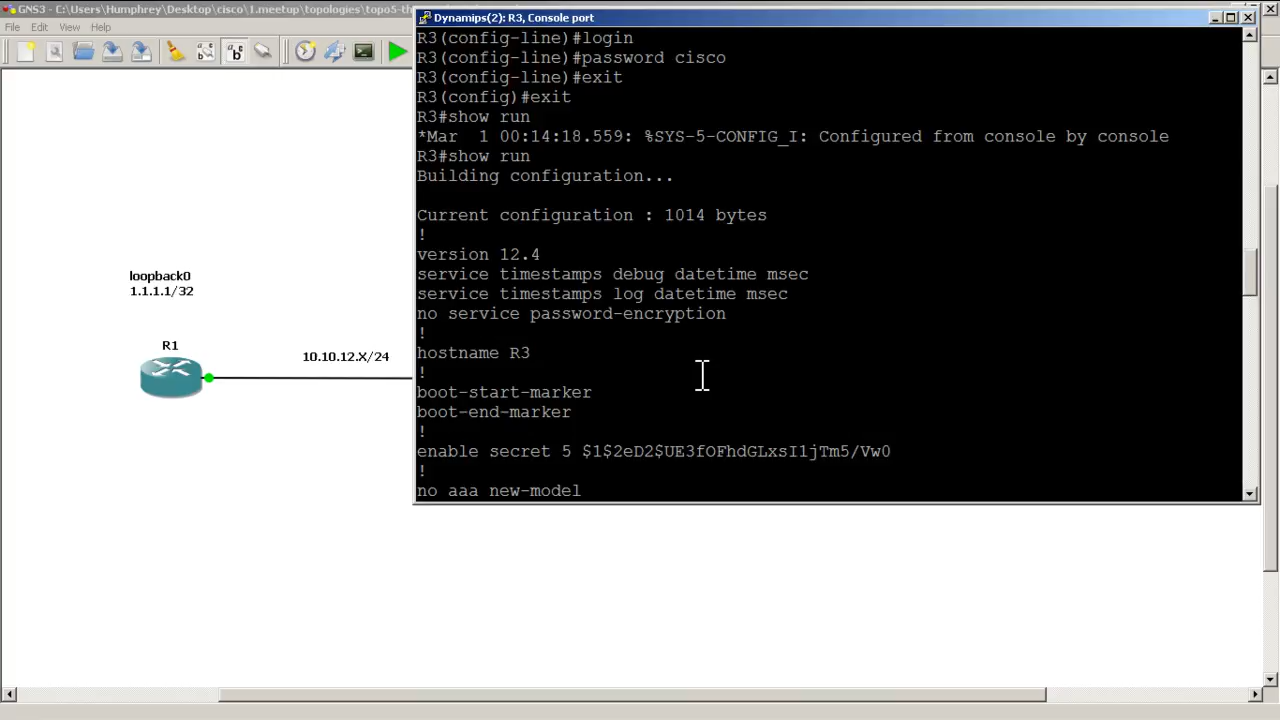 GNS3 - C:\Users\Humphrey\Desktop\cisco\1.meetup\topologies\topo5-th
File Edit View Help
Dynamips(2): R3, Console port
R3(config-line)#login
R3(config-line)#password cisco
R3(config-line)#exit
R3(config)#exit
R3#show run
*Mar  1 00:14:18.559: %SYS-5-CONFIG_I: Configured from console by console
R3#show run
Building configuration...
Current configuration : 1014 bytes
!
version 12.4
service timestamps debug datetime msec
service timestamps log datetime msec
no service password-encryption
!
hostname R3
!
boot-start-marker
boot-end-marker
!
enable secret 5 $1$2eD2$UE3fOFhdGLxsI1jTm5/Vw0
!
no aaa new-model
loopback0
1.1.1.1/32
R1
10.10.12.X/24